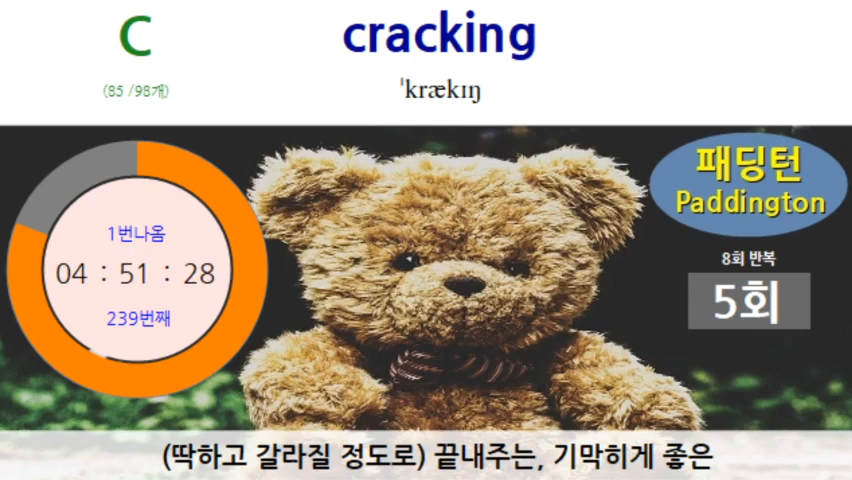 C
cracking
(85 /98개)
ˈkrækɪŋ
패딩턴
Paddington
1번나옴
04 : 51 : 28
239번째
8회 반복
5회
(딱하고 갈라질 정도로) 끝내주는, 기막히게 좋은